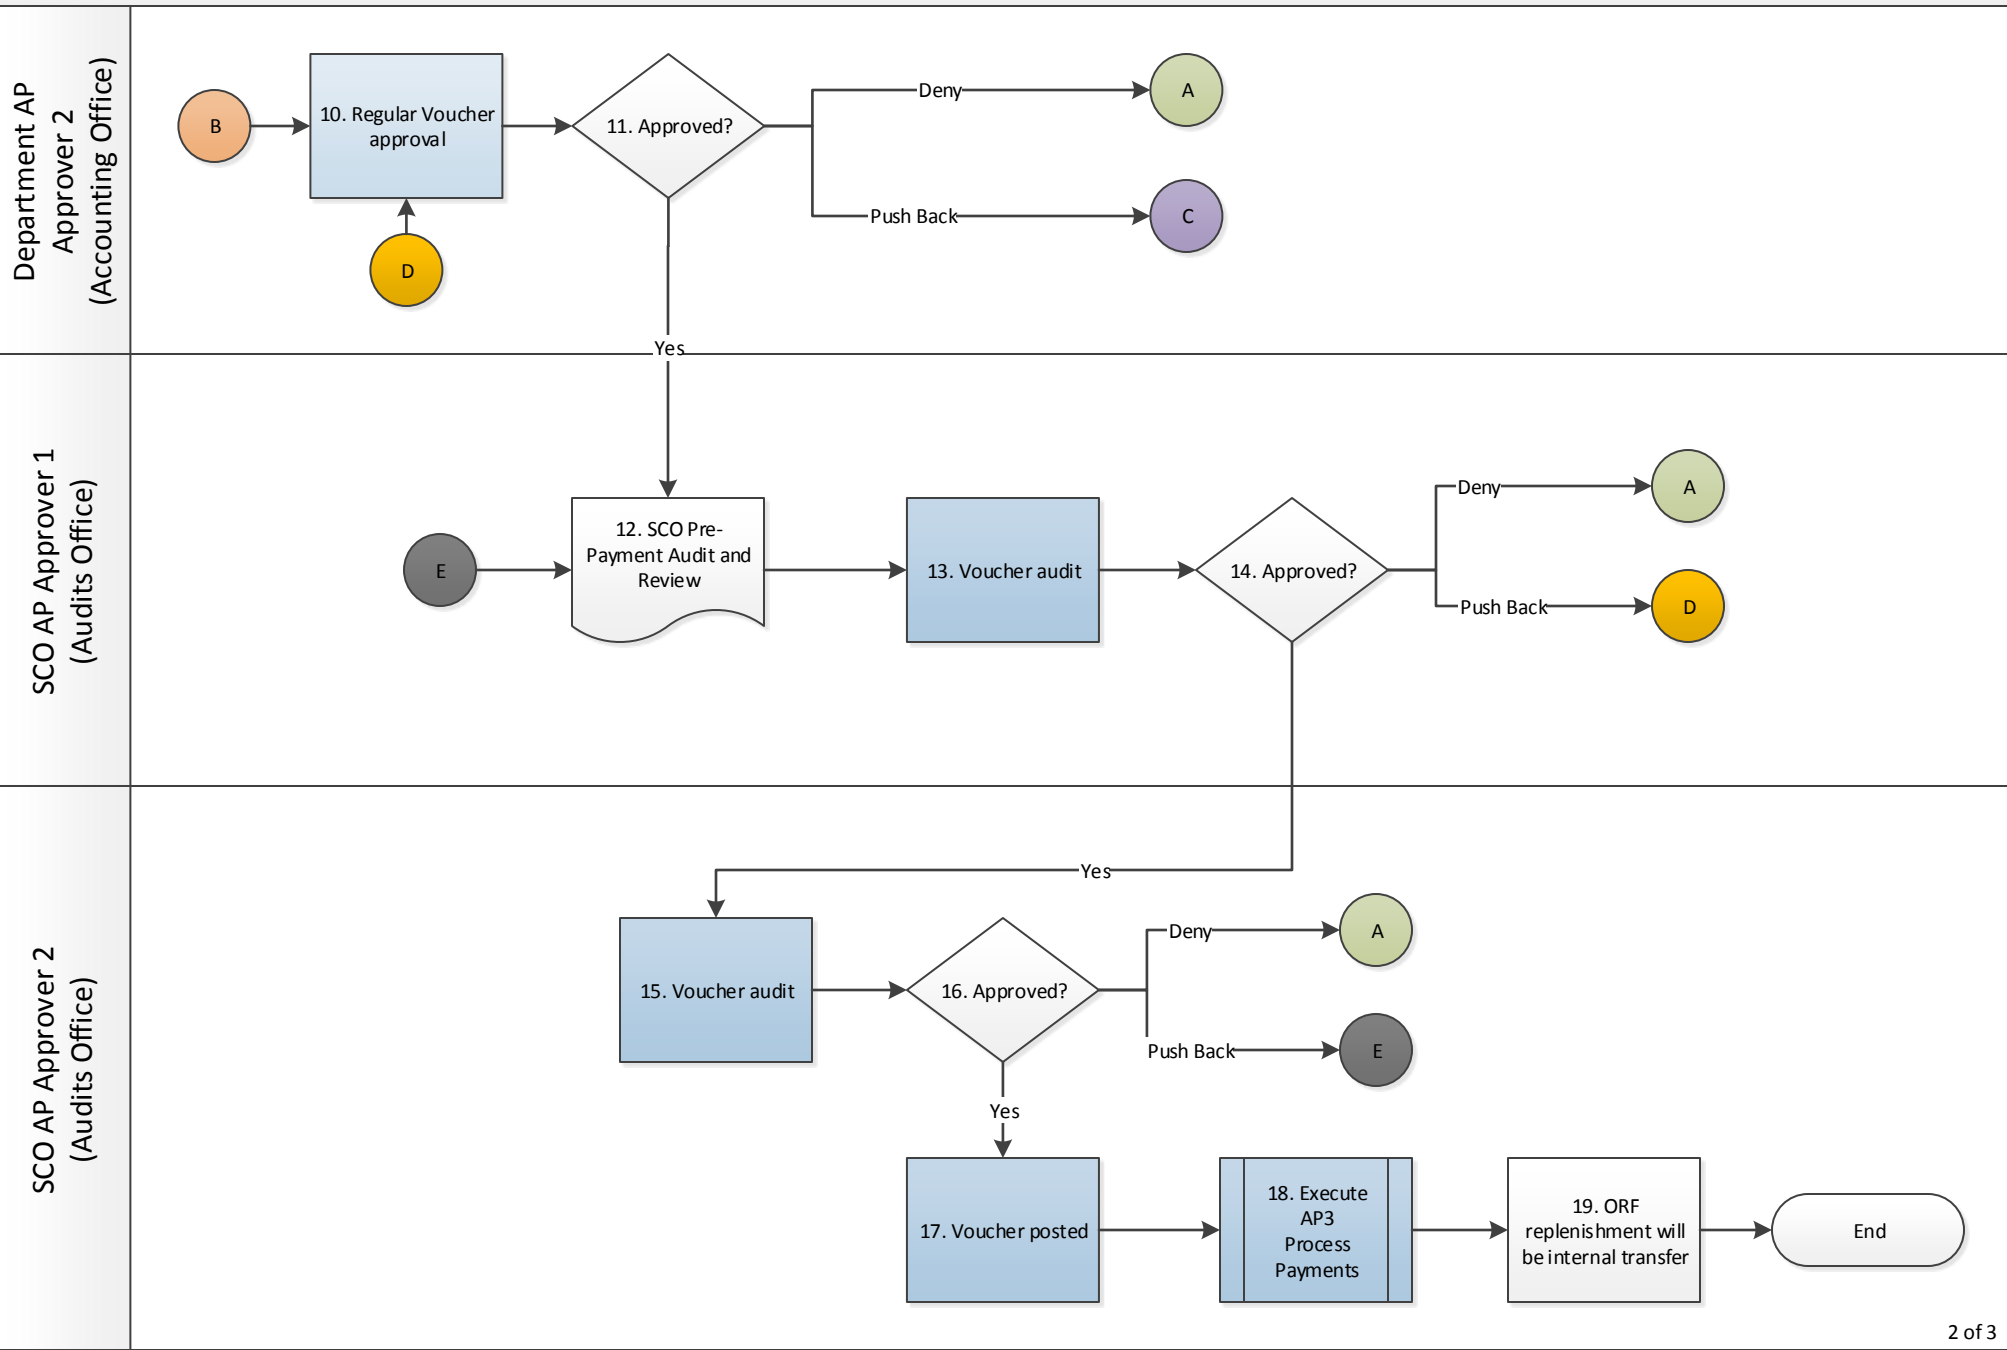 Department AP
Approver 2
(Accounting Office)
B
10. Regular Voucher
approval
D
11. Approved?
Deny
A
Push Back
C
Yes
SCO AP Approver 1
(Audits Office)
E
12. SCO Pre-
Payment Audit and
Review
13. Voucher audit
14. Approved?
Deny
A
Push Back
D
Yes
SCO AP Approver 2
(Audits Office)
15. Voucher audit
16. Approved?
Deny
A
Push Back
E
Yes
17. Voucher posted
18. Execute
AP3
Process
Payments
19. ORF
replenishment will
be internal transfer
End
2 of 3